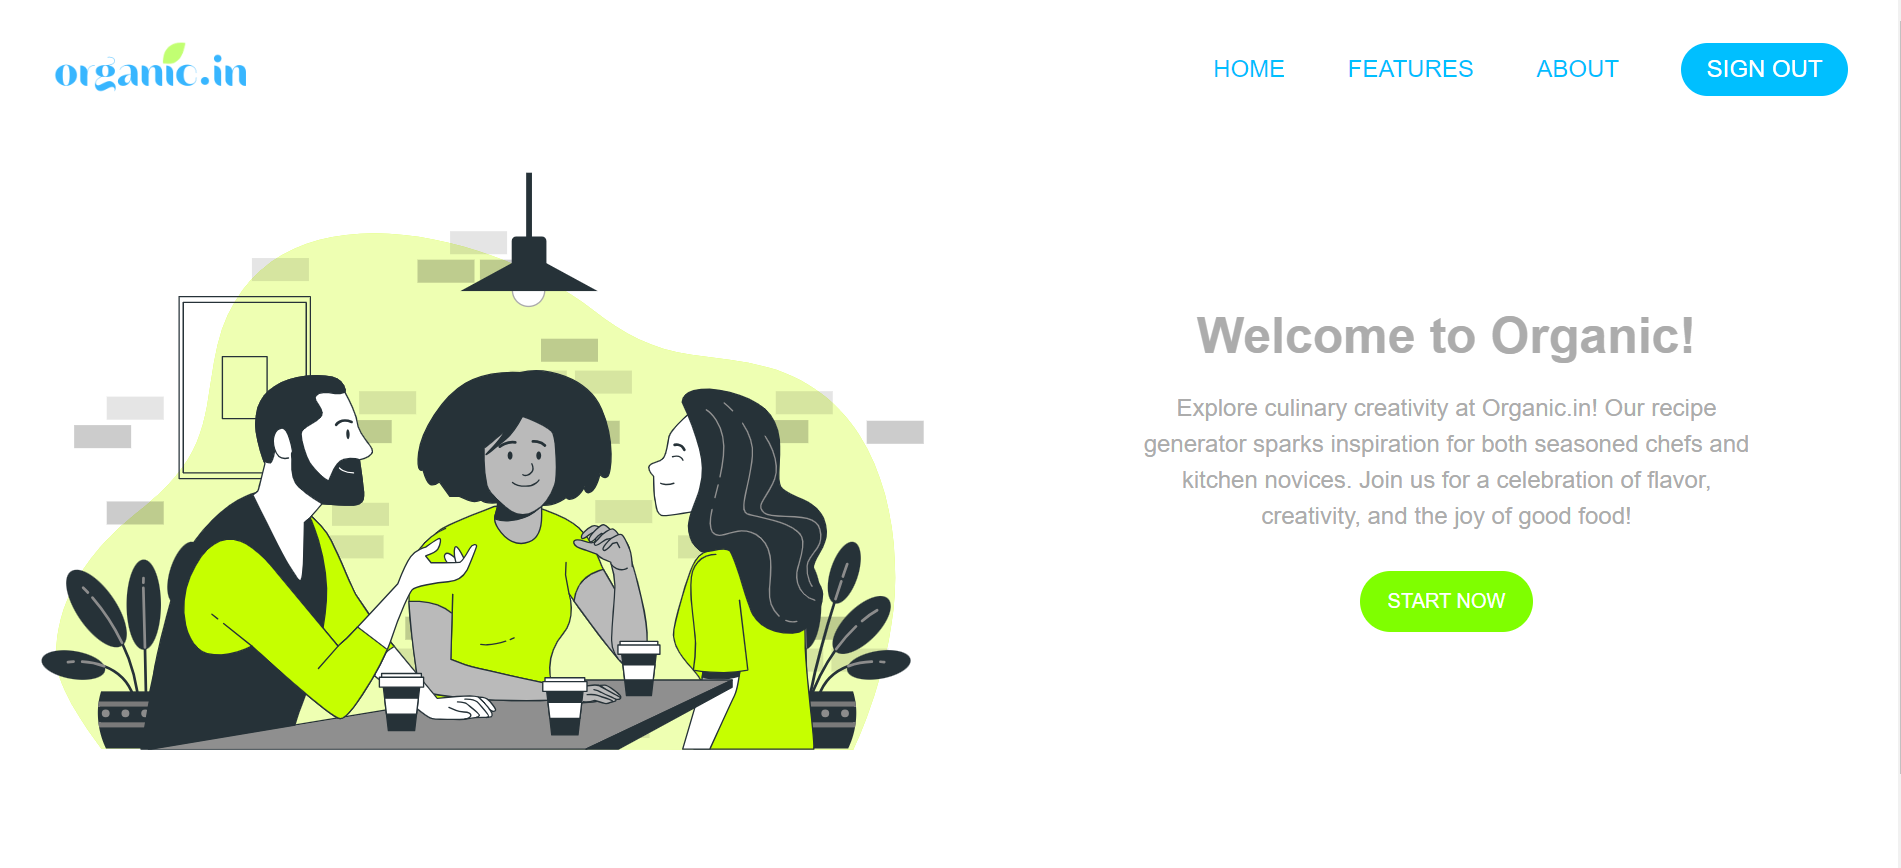 organic.in
HOME
FEATURES
ABOUT
SIGN OUT
Welcome to Organic!
Explore culinary creativity at Organic.in! Our recipe
generator sparks inspiration for both seasoned chefs and
kitchen novices. Join us for a celebration of flavor,
creativity, and the joy of good food!
START NOW